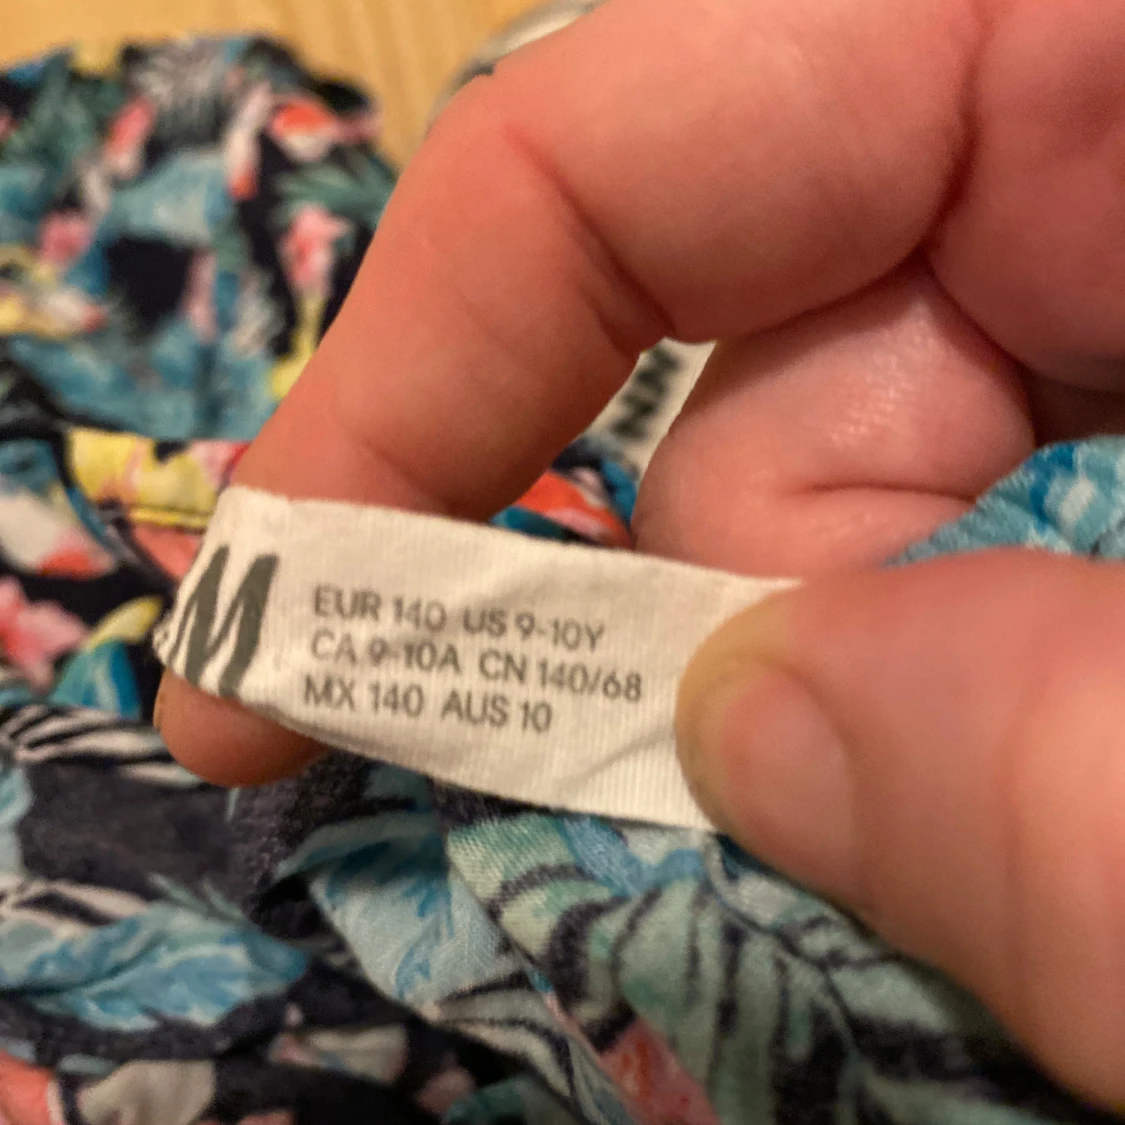 M
EUR 140 US 9-10Y
CA 9-10A CN 140/68
MX 140 AUS 10